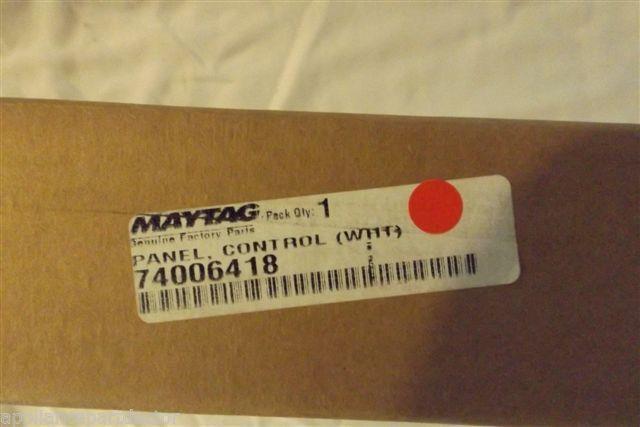 MAYTAG Pack Qty: 1
Genuine Factory Parts
PANEL, CONTROL (WHT)
74006418